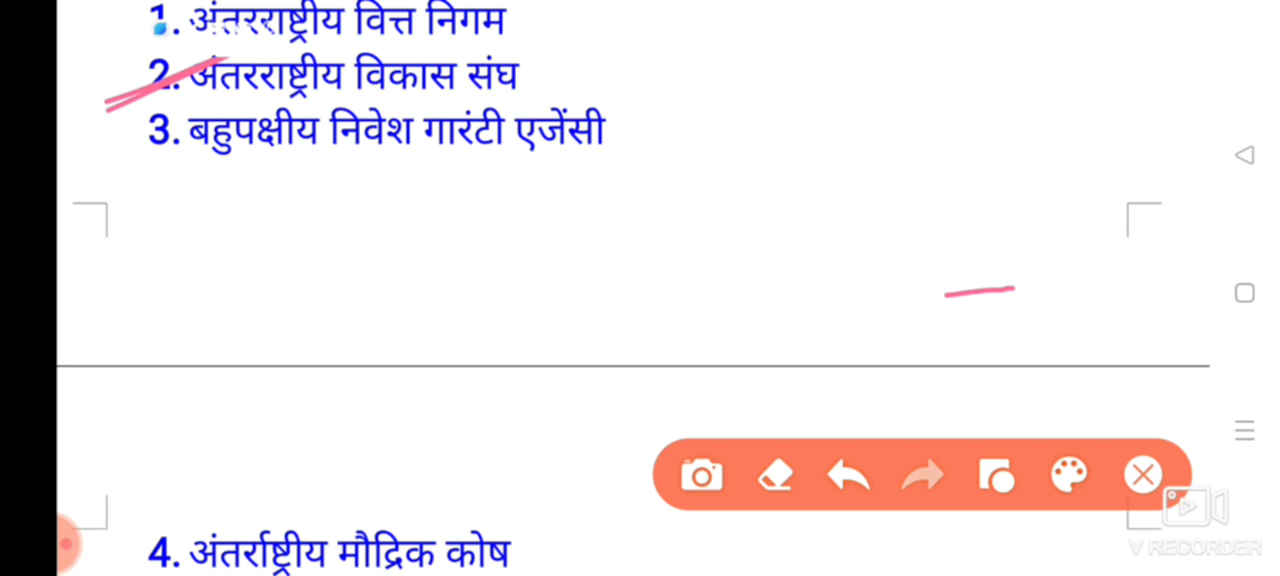 1. अंतरराष्ट्रीय वित्त निगम
2. अंतरराष्ट्रीय विकास संघ
3. बहुपक्षीय निवेश गारंटी एजेंसी
4. अंतर्राष्ट्रीय मौद्रिक कोष
V RECORDER